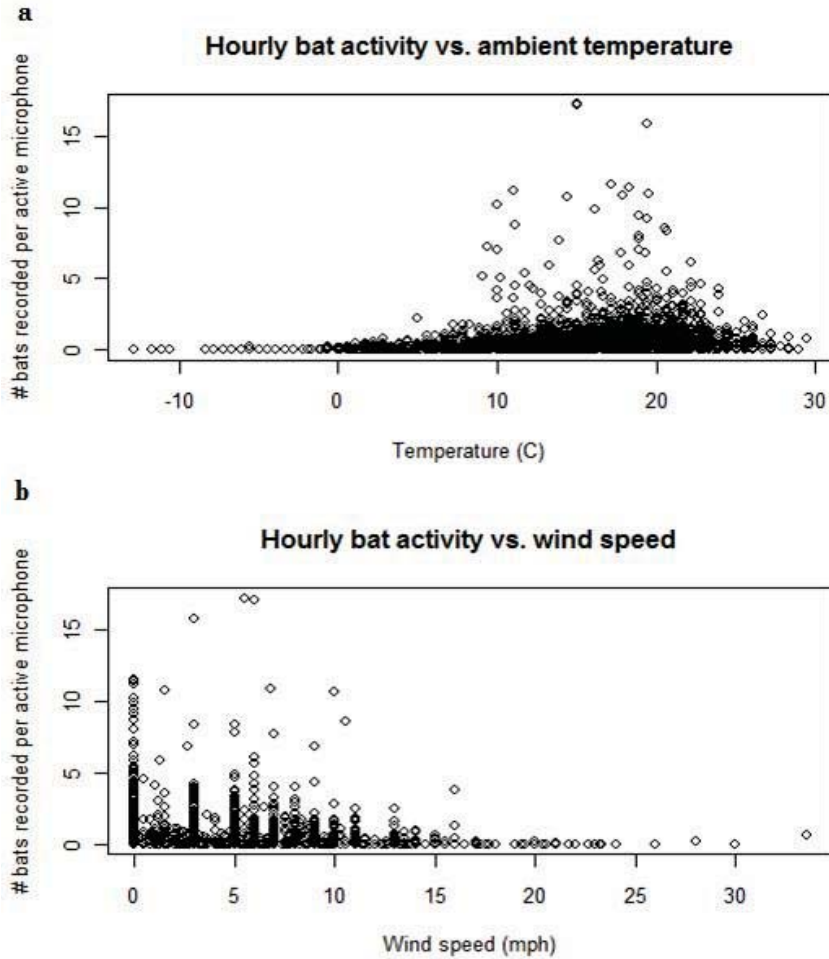 a
Hourly bat activity vs. ambient temperature
# bats recorded per active microphone
15
10
5
0
-10 0 10 20 30
Temperature (C)
b
Hourly bat activity vs. wind speed
# bats recorded per active microphone
15
10
5
0
0 5 10 15 20 25 30
Wind speed (mph)